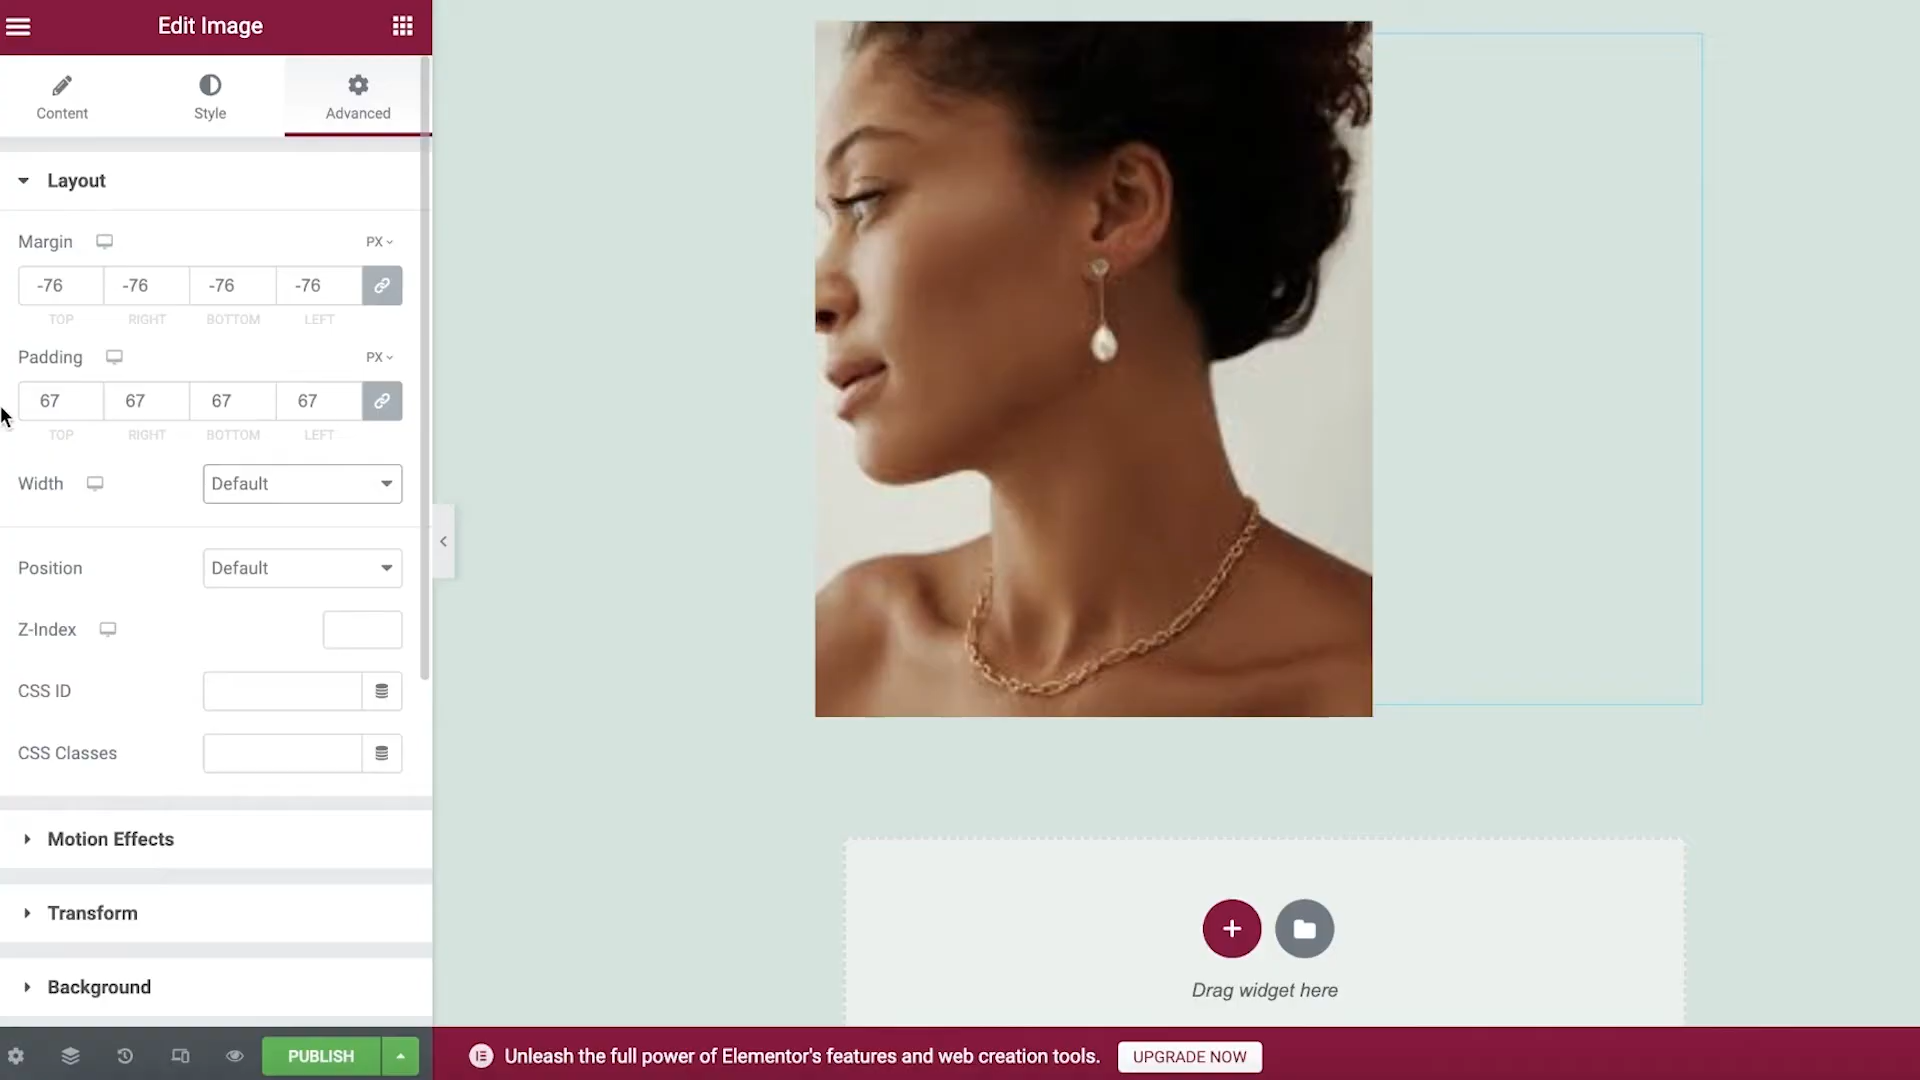 Edit Image
Content Style Advanced
Layout
Margin PX
-76 -76 -76 -76
TOP RIGHT BOTTOM LEFT
Padding PX
67 67 67 67
TOP RIGHT BOTTOM LEFT
Width Default
Position Default
Z-Index
CSS ID
CSS Classes
Motion Effects
Transform
Background
Drag widget here
PUBLISH
Unleash the full power of Elementor's features and web creation tools. UPGRADE NOW